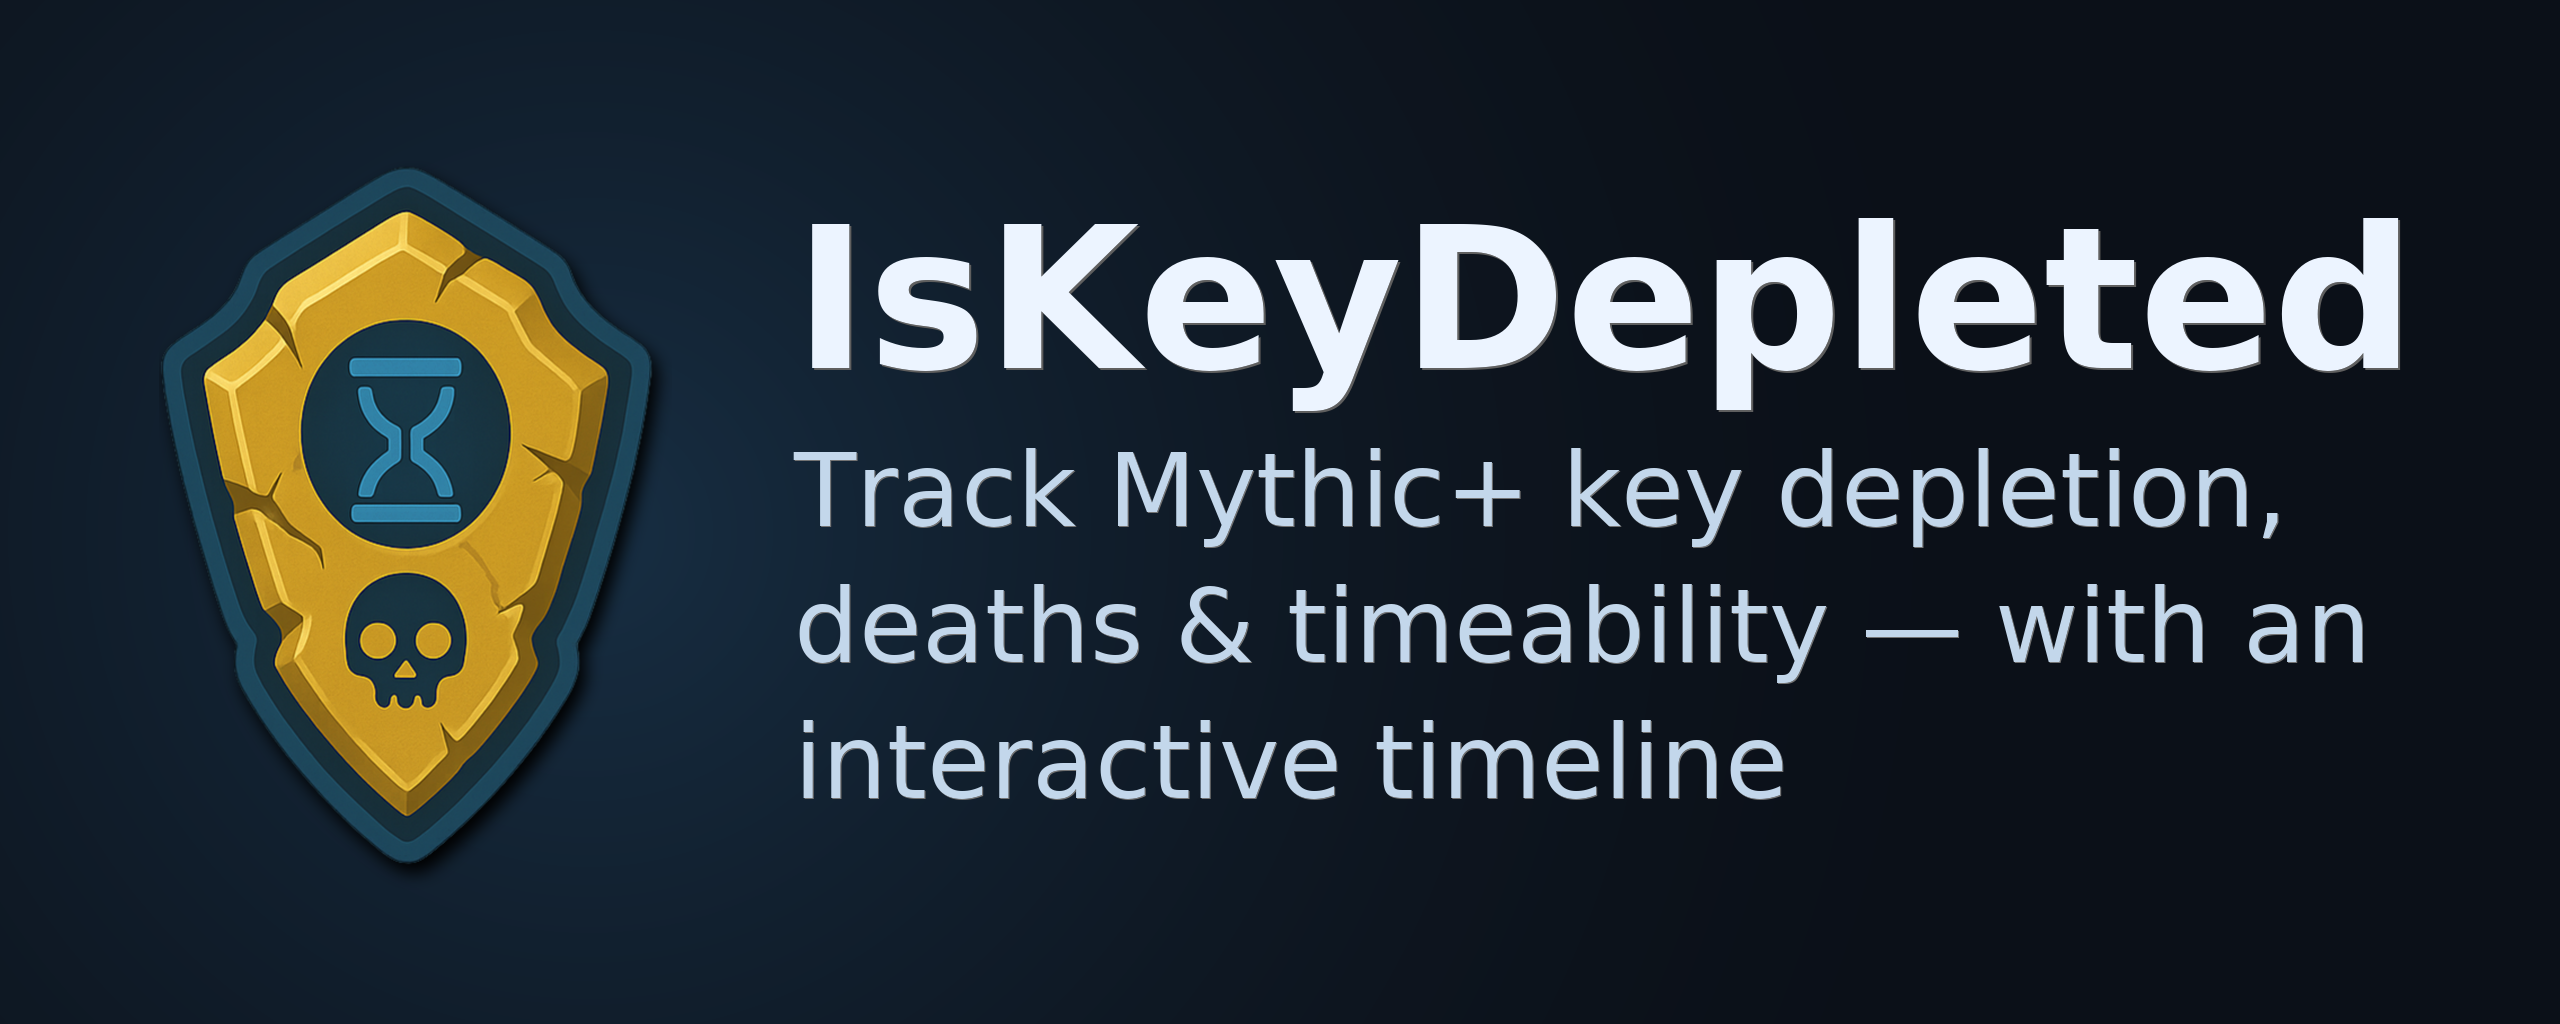 IsKeyDepleted
Track Mythic+ key depletion,
deaths & timeability — with an
interactive timeline